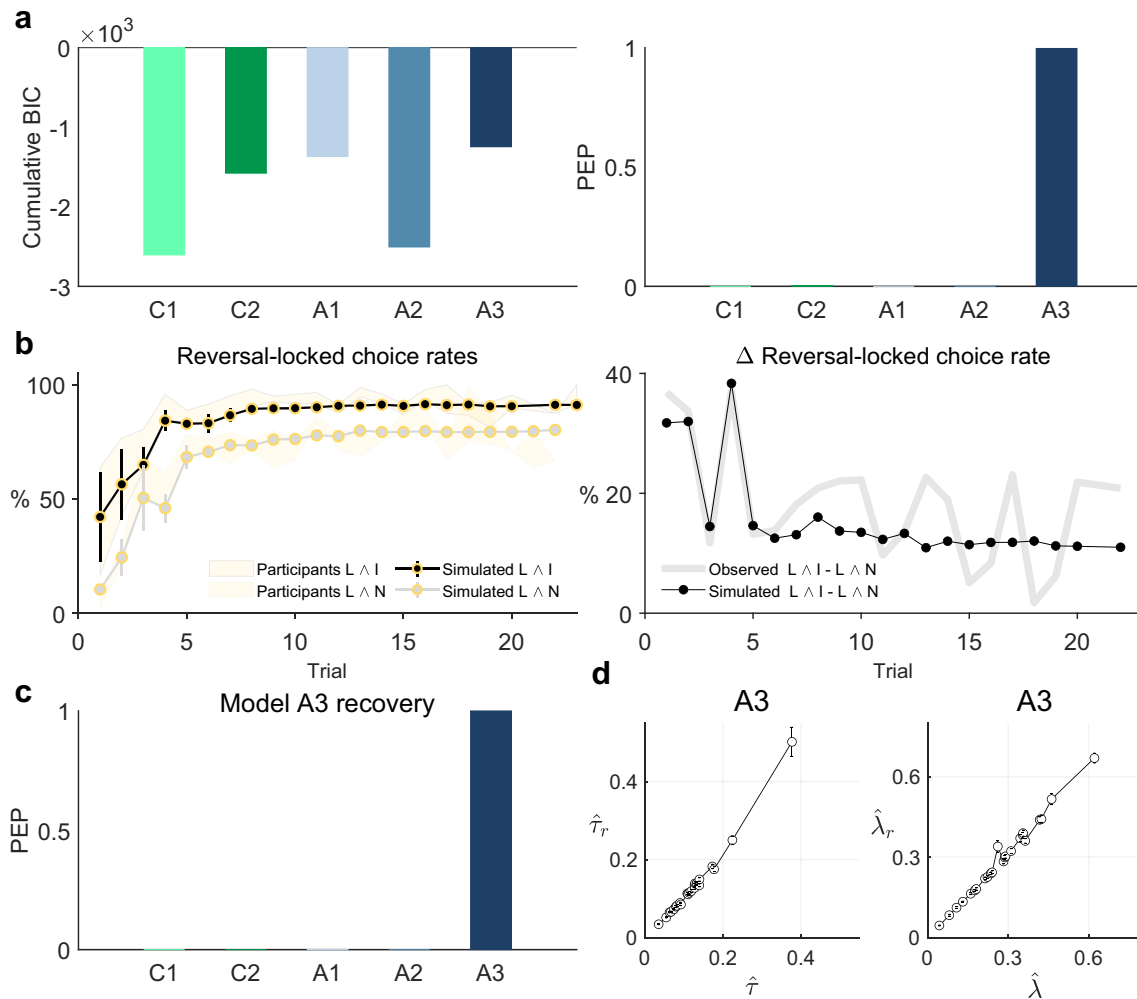 a
×10³
0
-1
-2
-3
Cumulative BIC
C1 C2 A1 A2 A3
1
0.5
0
PEP
C1 C2 A1 A2 A3
b
Reversal-locked choice rates
100
50
0
%
Participants L ∧ I
Participants L ∧ N
Simulated L ∧ I
Simulated L ∧ N
0 5 10 15 20
Trial
Δ Reversal-locked choice rate
40
20
0
%
Observed L ∧ I - L ∧ N
Simulated L ∧ I - L ∧ N
0 5 10 15 20
Trial
c
Model A3 recovery
1
0.5
0
PEP
C1 C2 A1 A2 A3
d
A3
0.4
0.2
0
τ̂r
0 0.2 0.4
τ̂
A3
0.6
0.3
0
λ̂r
0 0.3 0.6
λ̂